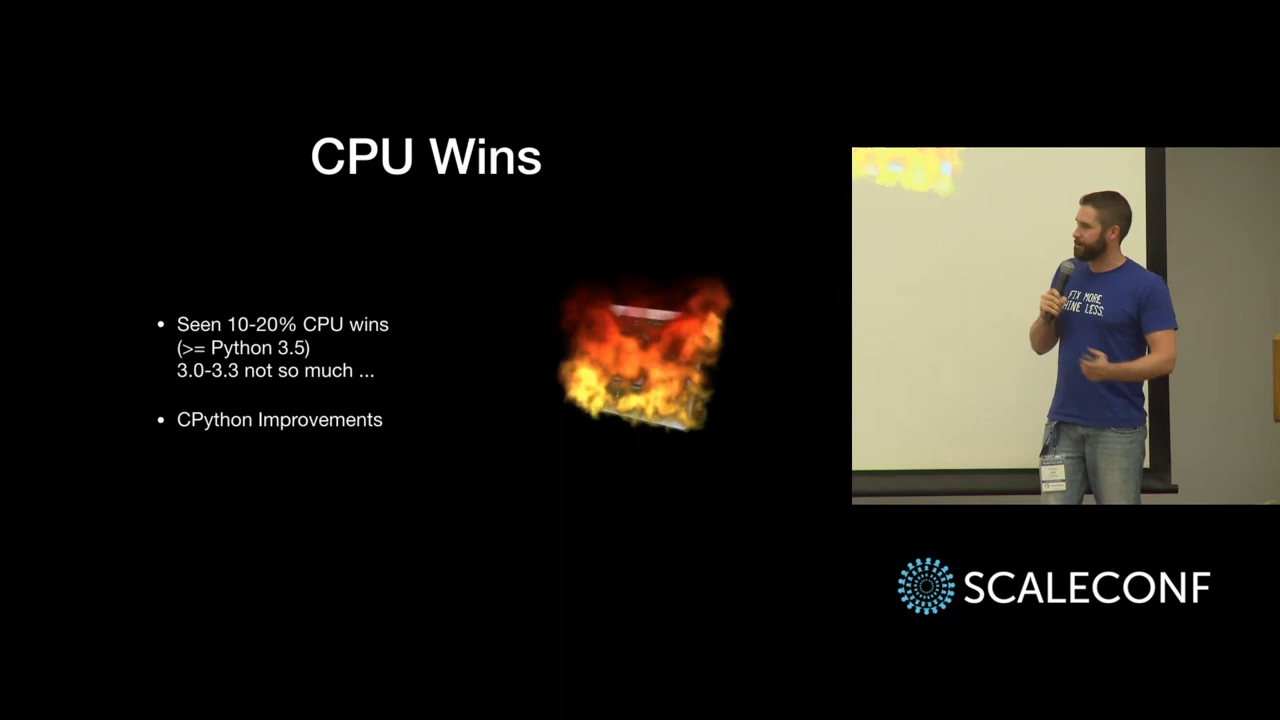 CPU Wins
• Seen 10-20% CPU wins
(>= Python 3.5)
3.0-3.3 not so much ...
• CPython Improvements
FIX MORE
LESS.
SCALECONF